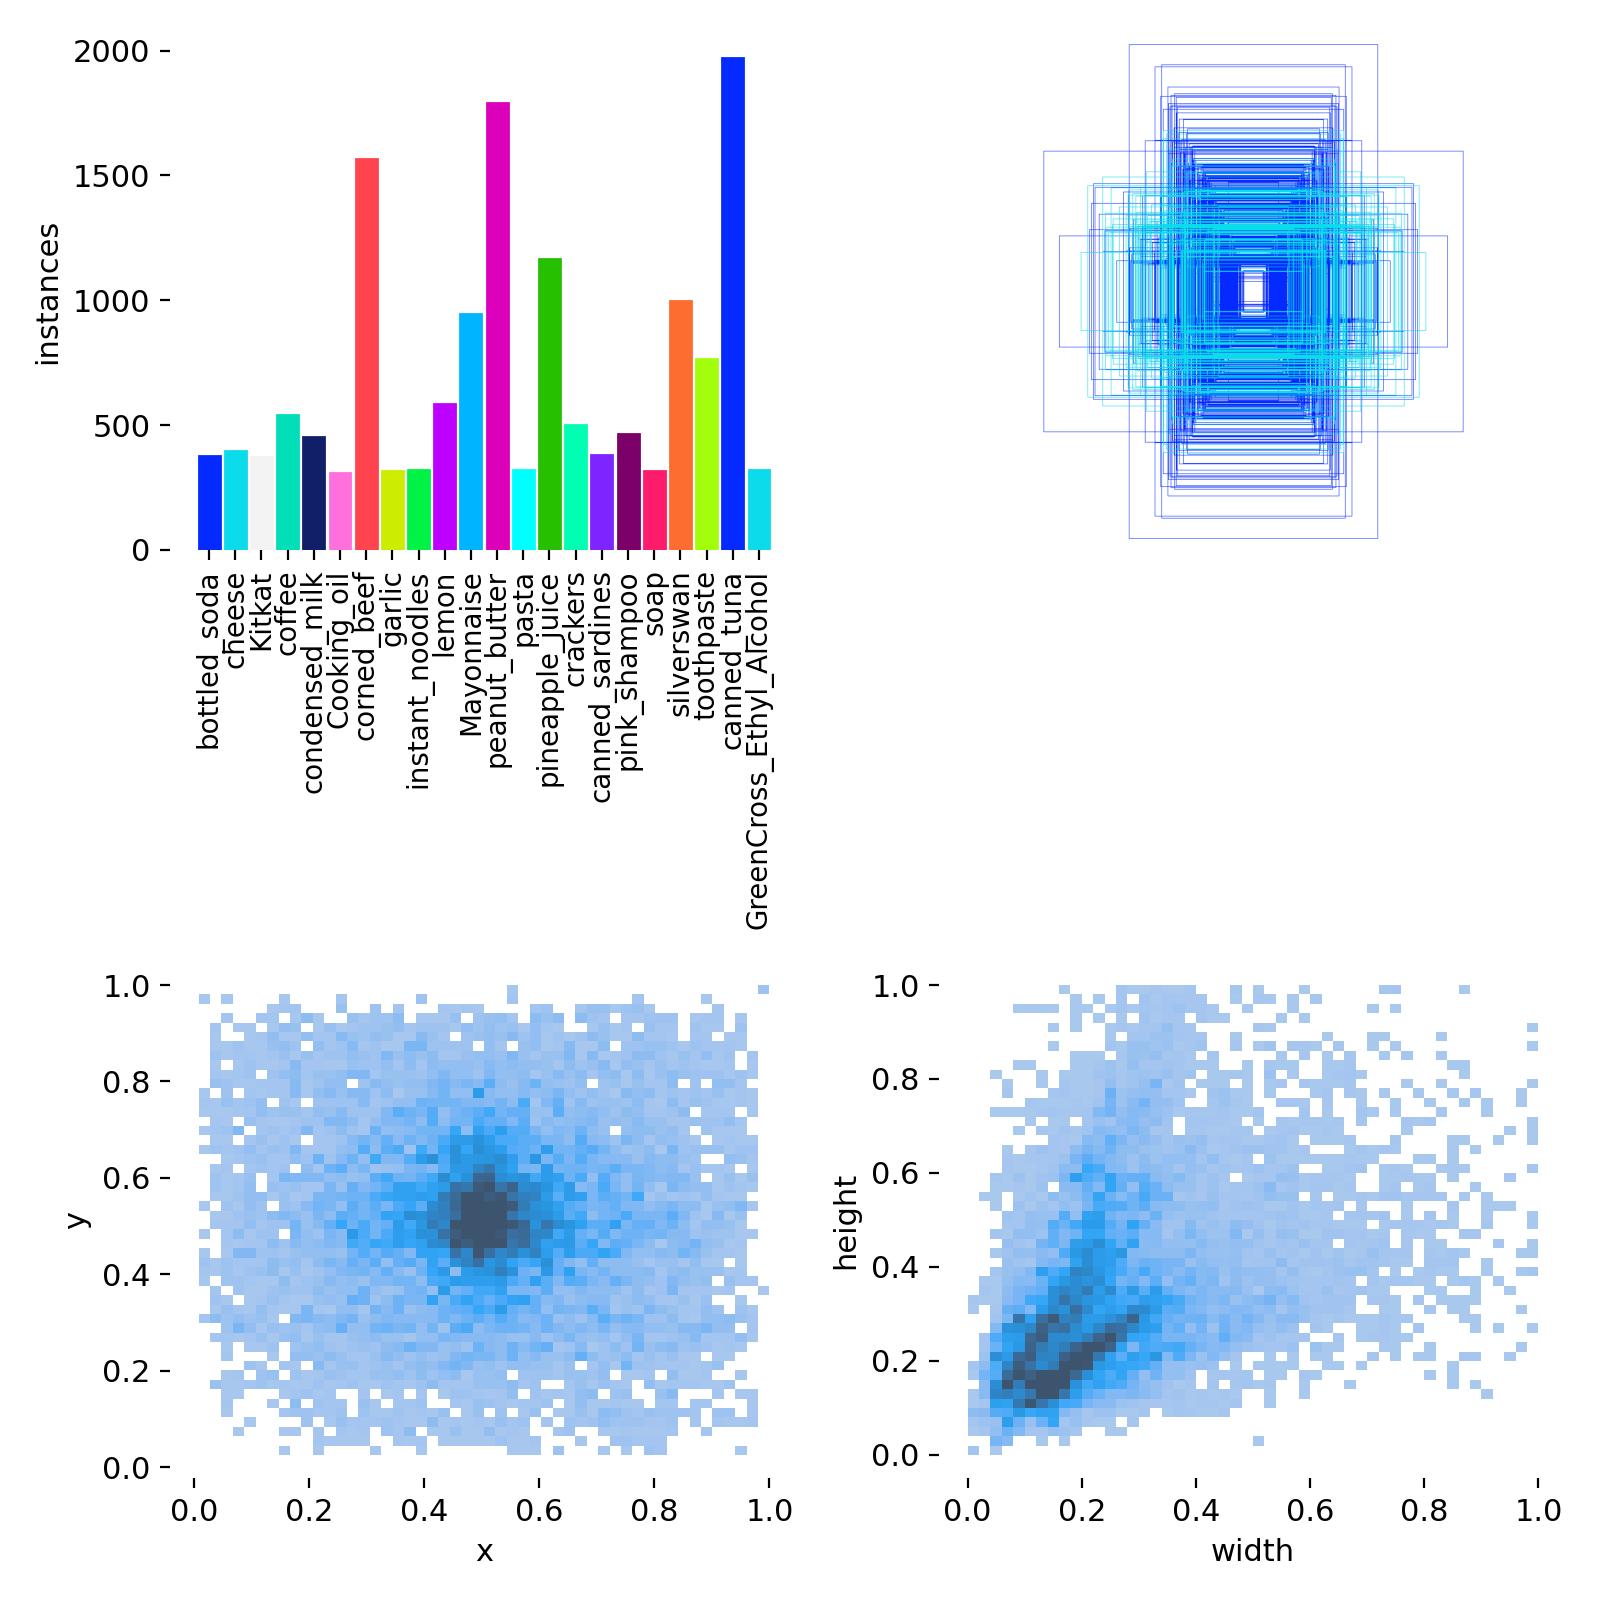 2000
1500
1000
500
0
instances
bottled_soda
cheese
Kitkat
coffee
condensed_milk
Cooking_oil
corned_beef
garlic
instant_noodles
lemon
Mayonnaise
peanut_butter
pasta
pineapple_juice
crackers
canned_sardines
pink_shampoo
soap
silverswan
toothpaste
canned_tuna
GreenCross_Ethyl_Alcohol
1.0
0.8
0.6
0.4
0.2
0.0
y
0.0 0.2 0.4 0.6 0.8 1.0
x
1.0
0.8
0.6
0.4
0.2
0.0
height
0.0 0.2 0.4 0.6 0.8 1.0
width